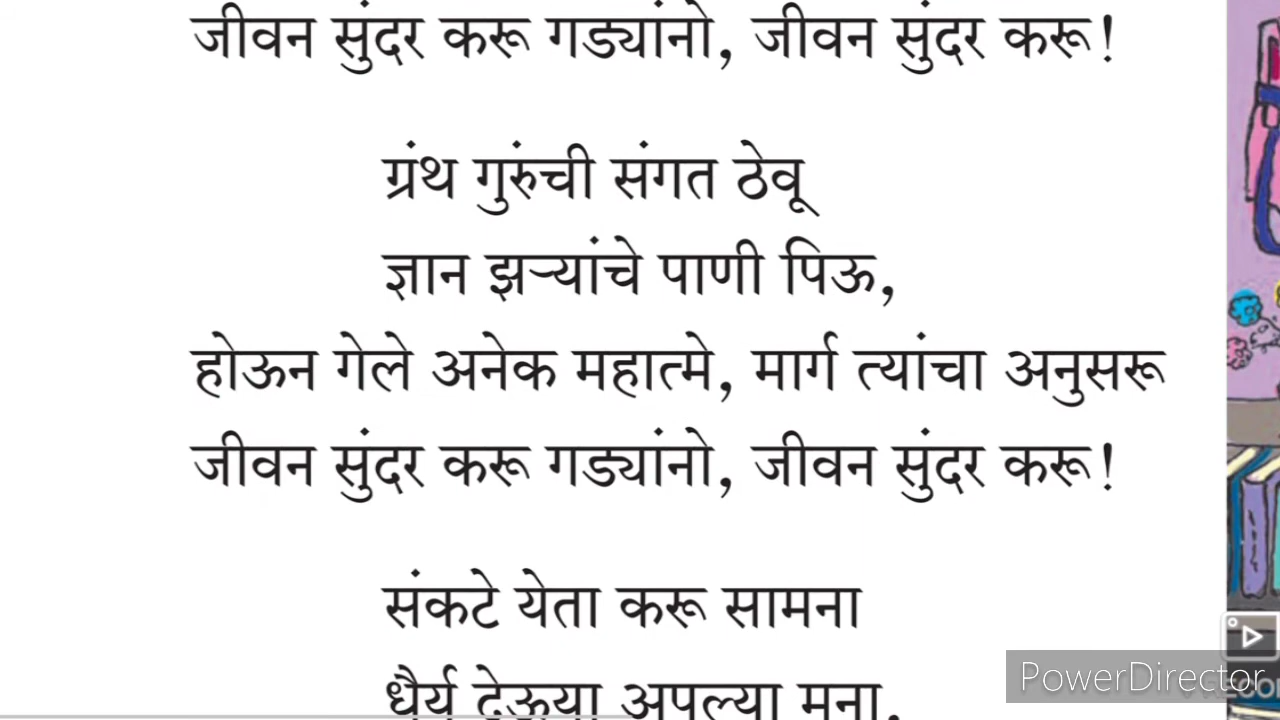 जीवन सुंदर करू गड्यांनो, जीवन सुंदर करू!
ग्रंथ गुरुंची संगत ठेवू
ज्ञान झऱ्यांचे पाणी पिऊ,
होऊन गेले अनेक महात्मे, मार्ग त्यांचा अनुसरू
जीवन सुंदर करू गड्यांनो, जीवन सुंदर करू!
संकटे येता करू सामना
धैर्य देऊया अपल्या मना,
PowerDirector